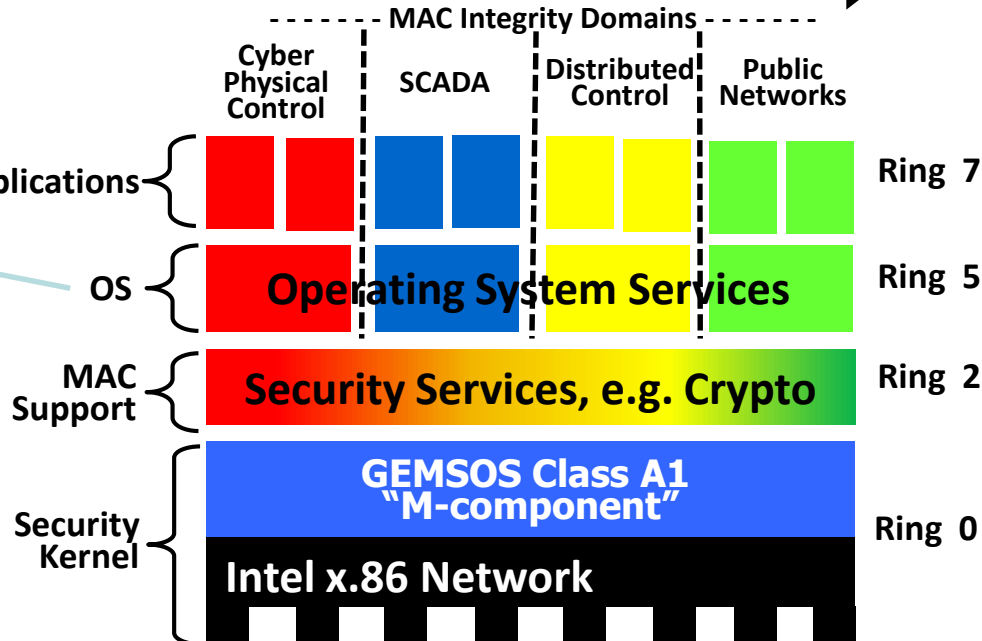 - - - - - - - MAC Integrity Domains - - - - - - -
Cyber
Physical
Control
SCADA
Distributed
Control
Public
Networks
plications
Ring 7
OS
Operating System Services
Ring 5
MAC
Support
Security Services, e.g. Crypto
Ring 2
Security
Kernel
GEMSOS Class A1
“M-component”
Ring 0
Intel x.86 Network